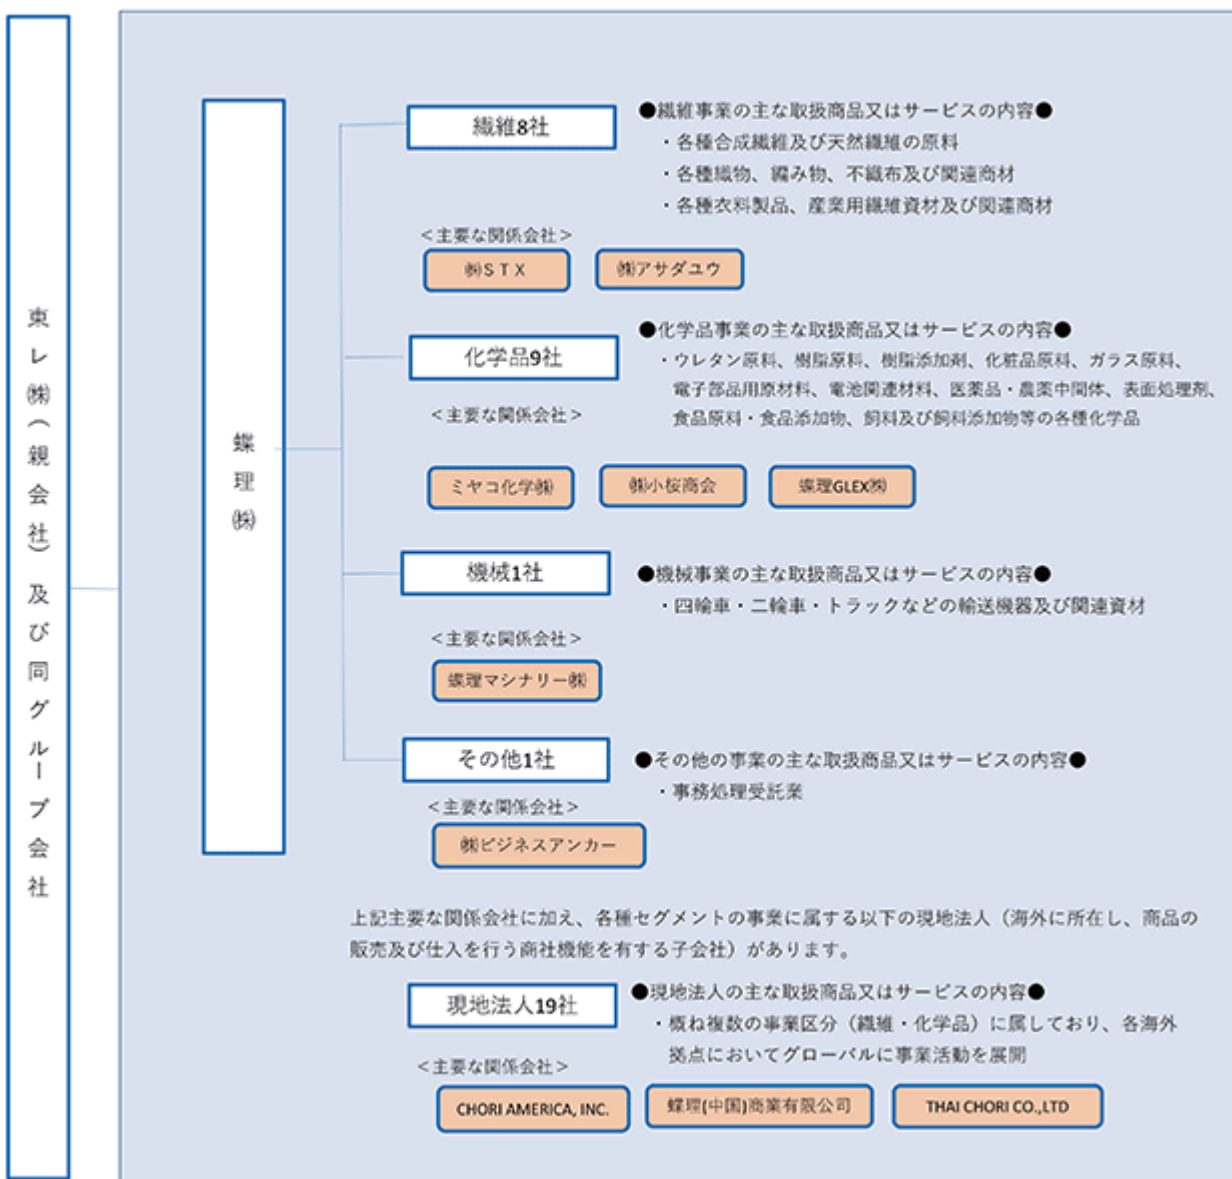 東レ㈱(親会社)及び同グループ会社
蝶理㈱
繊維8社
●繊維事業の主な取扱商品又はサービスの内容●
・各種合成繊維及び天然繊維の原料
・各種織物、編み物、不織布及び関連商材
・各種衣料製品、産業用繊維資材及び関連商材
＜主要な関係会社＞
㈱ＳＴＸ
㈱アサダユウ
化学品9社
●化学品事業の主な取扱商品又はサービスの内容●
・ウレタン原料、樹脂原料、樹脂添加剤、化粧品原料、ガラス原料、
電子部品用原材料、電池関連材料、医薬品・農薬中間体、表面処理剤、
食品原料・食品添加物、飼料及び飼料添加物等の各種化学品
＜主要な関係会社＞
ミヤコ化学㈱
㈱小桜商会
蝶理GLEX㈱
機械1社
●機械事業の主な取扱商品又はサービスの内容●
・四輪車・二輪車・トラックなどの輸送機器及び関連資材
＜主要な関係会社＞
蝶理マシナリー㈱
その他1社
●その他の事業の主な取扱商品又はサービスの内容●
・事務処理受託業
＜主要な関係会社＞
㈱ビジネスアンカー
上記主要な関係会社に加え、各種セグメントの事業に属する以下の現地法人（海外に所在し、商品の
販売及び仕入を行う商社機能を有する子会社）があります。
現地法人19社
●現地法人の主な取扱商品又はサービスの内容●
・概ね複数の事業区分（繊維・化学品）に属しており、各海外
拠点においてグローバルに事業活動を展開
＜主要な関係会社＞
CHORI AMERICA, INC.
蝶理(中国)商業有限公司
THAI CHORI CO.,LTD